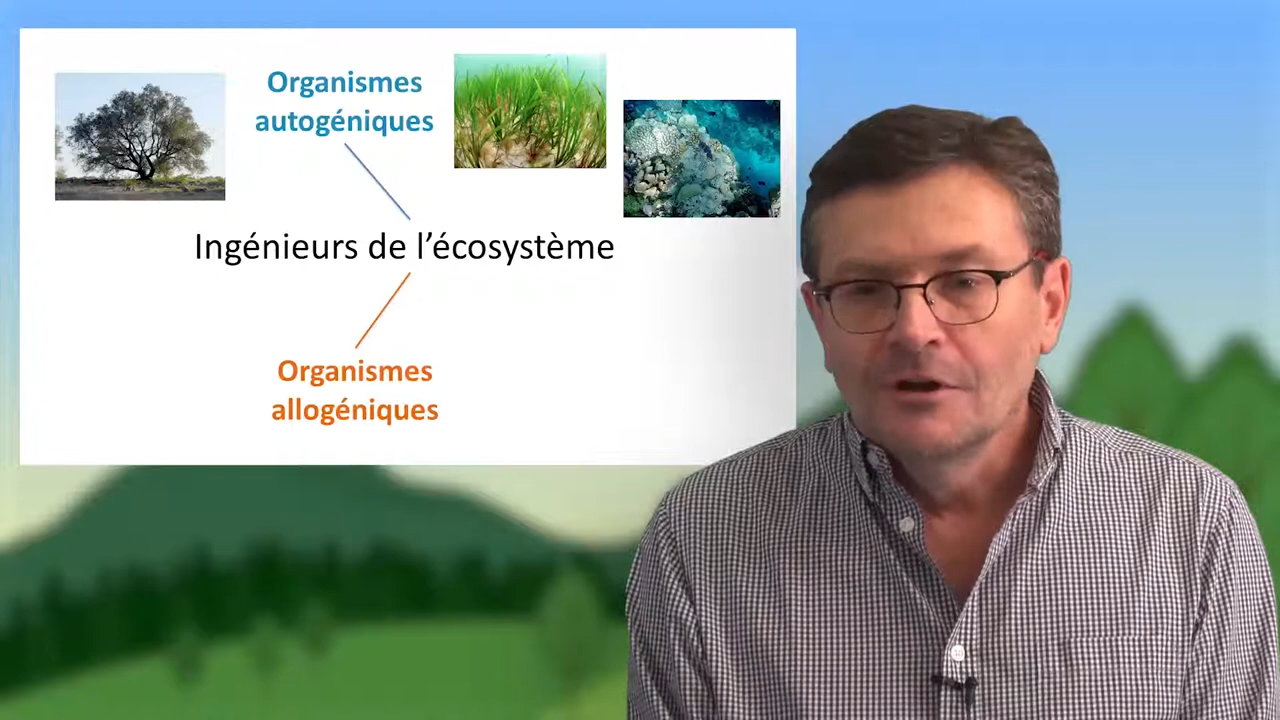 Organismes
autogéniques
Ingénieurs de l’écosystème
Organismes
allogéniques